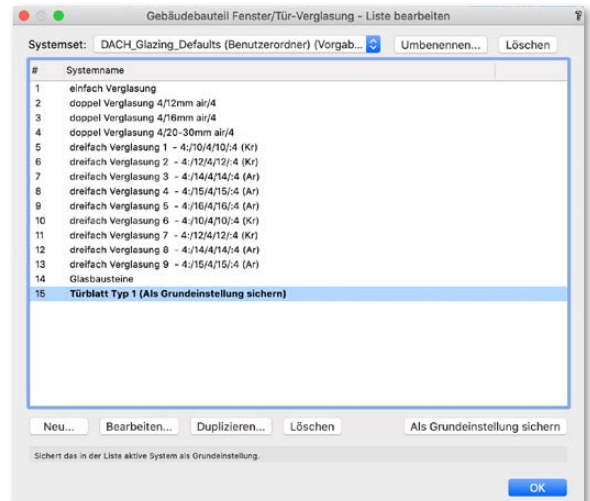 Gebäudebauteil Fenster/Tür-Verglasung - Liste bearbeiten
Systemset: DACH_Glazing_Defaults (Benutzerordner) (Vorgab... Umbenennen... Löschen
# Systemname
1 einfach Verglasung
2 doppel Verglasung 4/12mm air/4
3 doppel Verglasung 4/16mm air/4
4 doppel Verglasung 4/20-30mm air/4
5 dreifach Verglasung 1 - 4:/10/4/10/:4 (Kr)
6 dreifach Verglasung 2 - 4:/12/4/12/:4 (Kr)
7 dreifach Verglasung 3 - 4:/14/4/14/:4 (Ar)
8 dreifach Verglasung 4 - 4:/15/4/15/:4 (Ar)
9 dreifach Verglasung 5 - 4:/16/4/16/:4 (Ar)
10 dreifach Verglasung 6 - 4:/10/4/10/:4 (Kr)
11 dreifach Verglasung 7 - 4:/12/4/12/:4 (Kr)
12 dreifach Verglasung 8 - 4:/14/4/14/:4 (Ar)
13 dreifach Verglasung 9 - 4:/15/4/15/:4 (Ar)
14 Glasbausteine
15 Türblatt Typ 1 (Als Grundeinstellung sichern)
Neu... Bearbeiten... Duplizieren... Löschen Als Grundeinstellung sichern
Sichert das in der Liste aktive System als Grundeinstellung.
OK